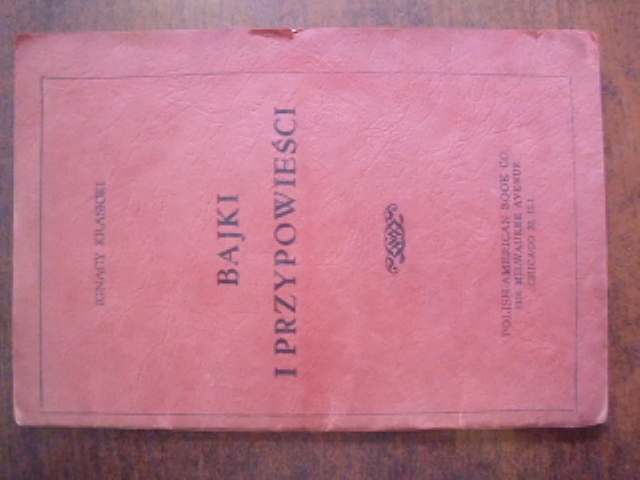 IGNACY KRASICKI
BAJKI
I PRZYPOWIEŚCI
POLISH-AMERICAN BOOK CO.
MILWAUKEE AVENUE
CHICAGO 22, ILL.